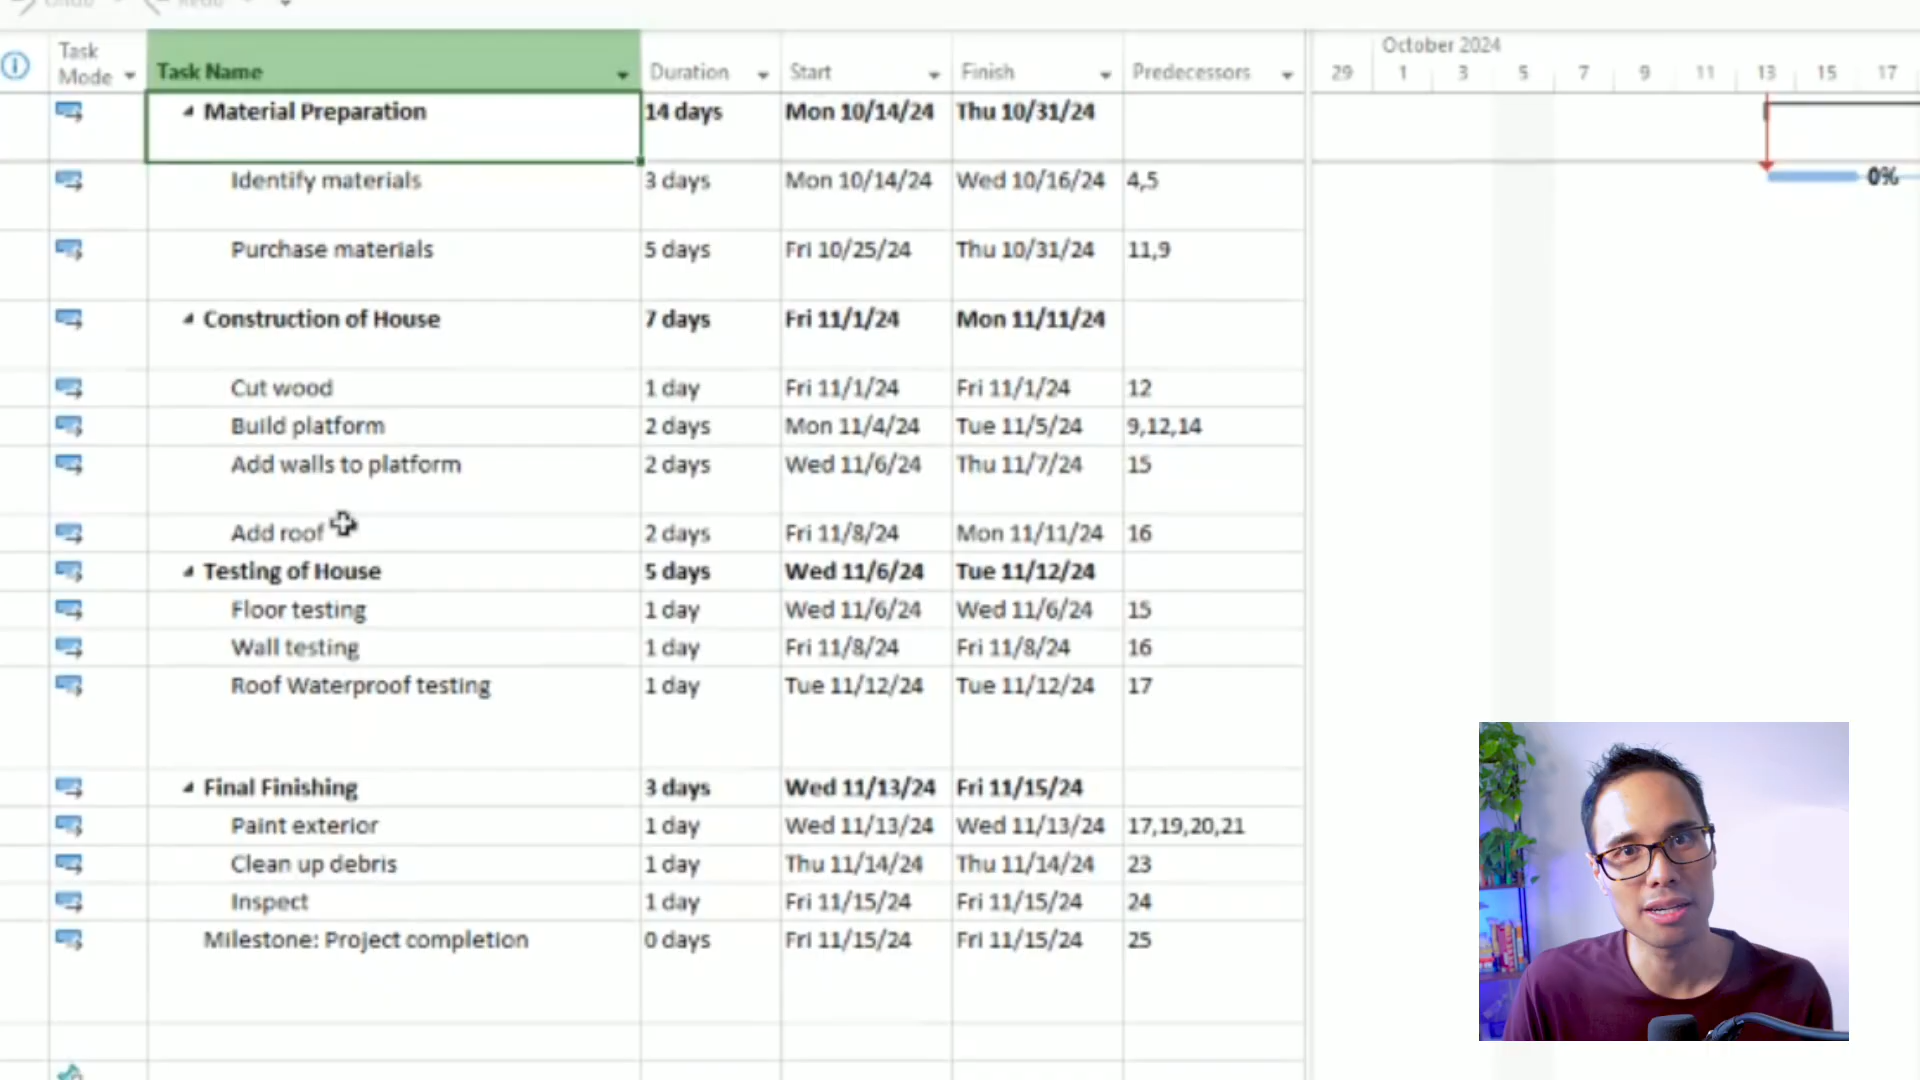 Undo Redo
October 2024
Task Mode Task Name Duration Start Finish Predecessors 29 1 3 5 7 9 11 13 15 17
Material Preparation 14 days Mon 10/14/24 Thu 10/31/24
Identify materials 3 days Mon 10/14/24 Wed 10/16/24 4,5 0%
Purchase materials 5 days Fri 10/25/24 Thu 10/31/24 11,9
Construction of House 7 days Fri 11/1/24 Mon 11/11/24
Cut wood 1 day Fri 11/1/24 Fri 11/1/24 12
Build platform 2 days Mon 11/4/24 Tue 11/5/24 9,12,14
Add walls to platform 2 days Wed 11/6/24 Thu 11/7/24 15
Add roof 2 days Fri 11/8/24 Mon 11/11/24 16
Testing of House 5 days Wed 11/6/24 Tue 11/12/24
Floor testing 1 day Wed 11/6/24 Wed 11/6/24 15
Wall testing 1 day Fri 11/8/24 Fri 11/8/24 16
Roof Waterproof testing 1 day Tue 11/12/24 Tue 11/12/24 17
Final Finishing 3 days Wed 11/13/24 Fri 11/15/24
Paint exterior 1 day Wed 11/13/24 Wed 11/13/24 17,19,20,21
Clean up debris 1 day Thu 11/14/24 Thu 11/14/24 23
Inspect 1 day Fri 11/15/24 Fri 11/15/24 24
Milestone: Project completion 0 days Fri 11/15/24 Fri 11/15/24 25